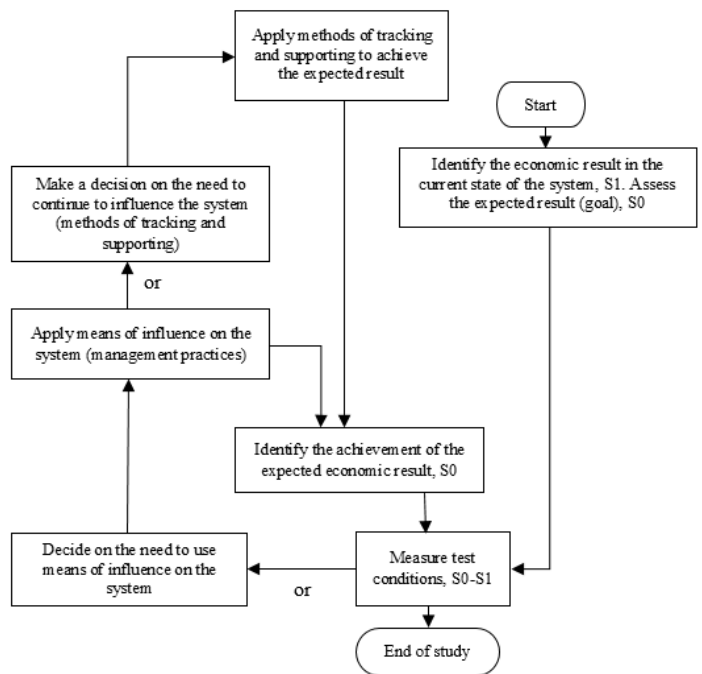 Apply methods of tracking
and supporting to achieve
the expected result
Start
Identify the economic result in the
current state of the system, S1. Assess
the expected result (goal), S0
Make a decision on the need to
continue to influence the system
(methods of tracking and
supporting)
or
Apply means of influence on the
system (management practices)
Identify the achievement of the
expected economic result, S0
Decide on the need to use
means of influence on the
system
or
Measure test
conditions, S0-S1
End of study